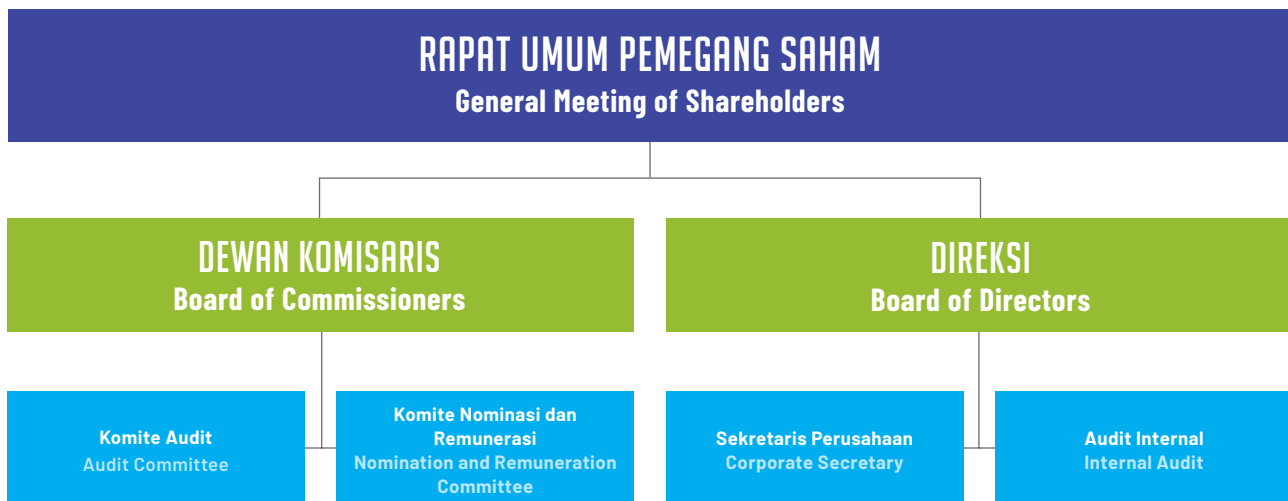 RAPAT UMUM PEMEGANG SAHAM
General Meeting of Shareholders
DEWAN KOMISARIS
Board of Commissioners
DIREKSI
Board of Directors
Komite Audit
Audit Committee
Komite Nominasi dan
Remunerasi
Nomination and Remuneration
Committee
Sekretaris Perusahaan
Corporate Secretary
Audit Internal
Internal Audit